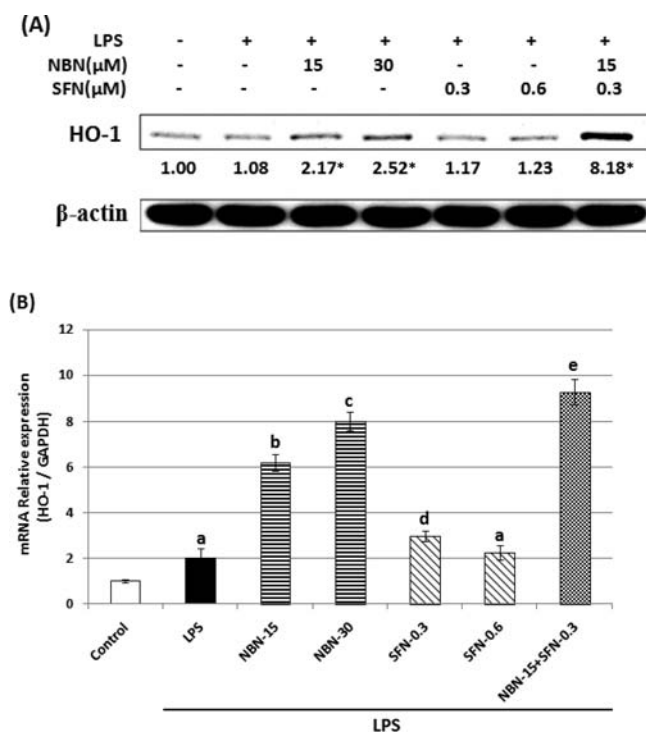 (A)
LPS - + + + + + +
NBN(μM) - - 15 30 - - 15
SFN(μM) - - - - 0.3 0.6 0.3
HO-1
1.00 1.08 2.17* 2.52* 1.17 1.23 8.18*
β-actin
(B)
mRNA Relative expression
(HO-1 / GAPDH)
12
10
8
6
4
2
0
a
b
c
d
a
e
Control
LPS
NBN-15
NBN-30
SFN-0.3
SFN-0.6
NBN-15+SFN-0.3
LPS